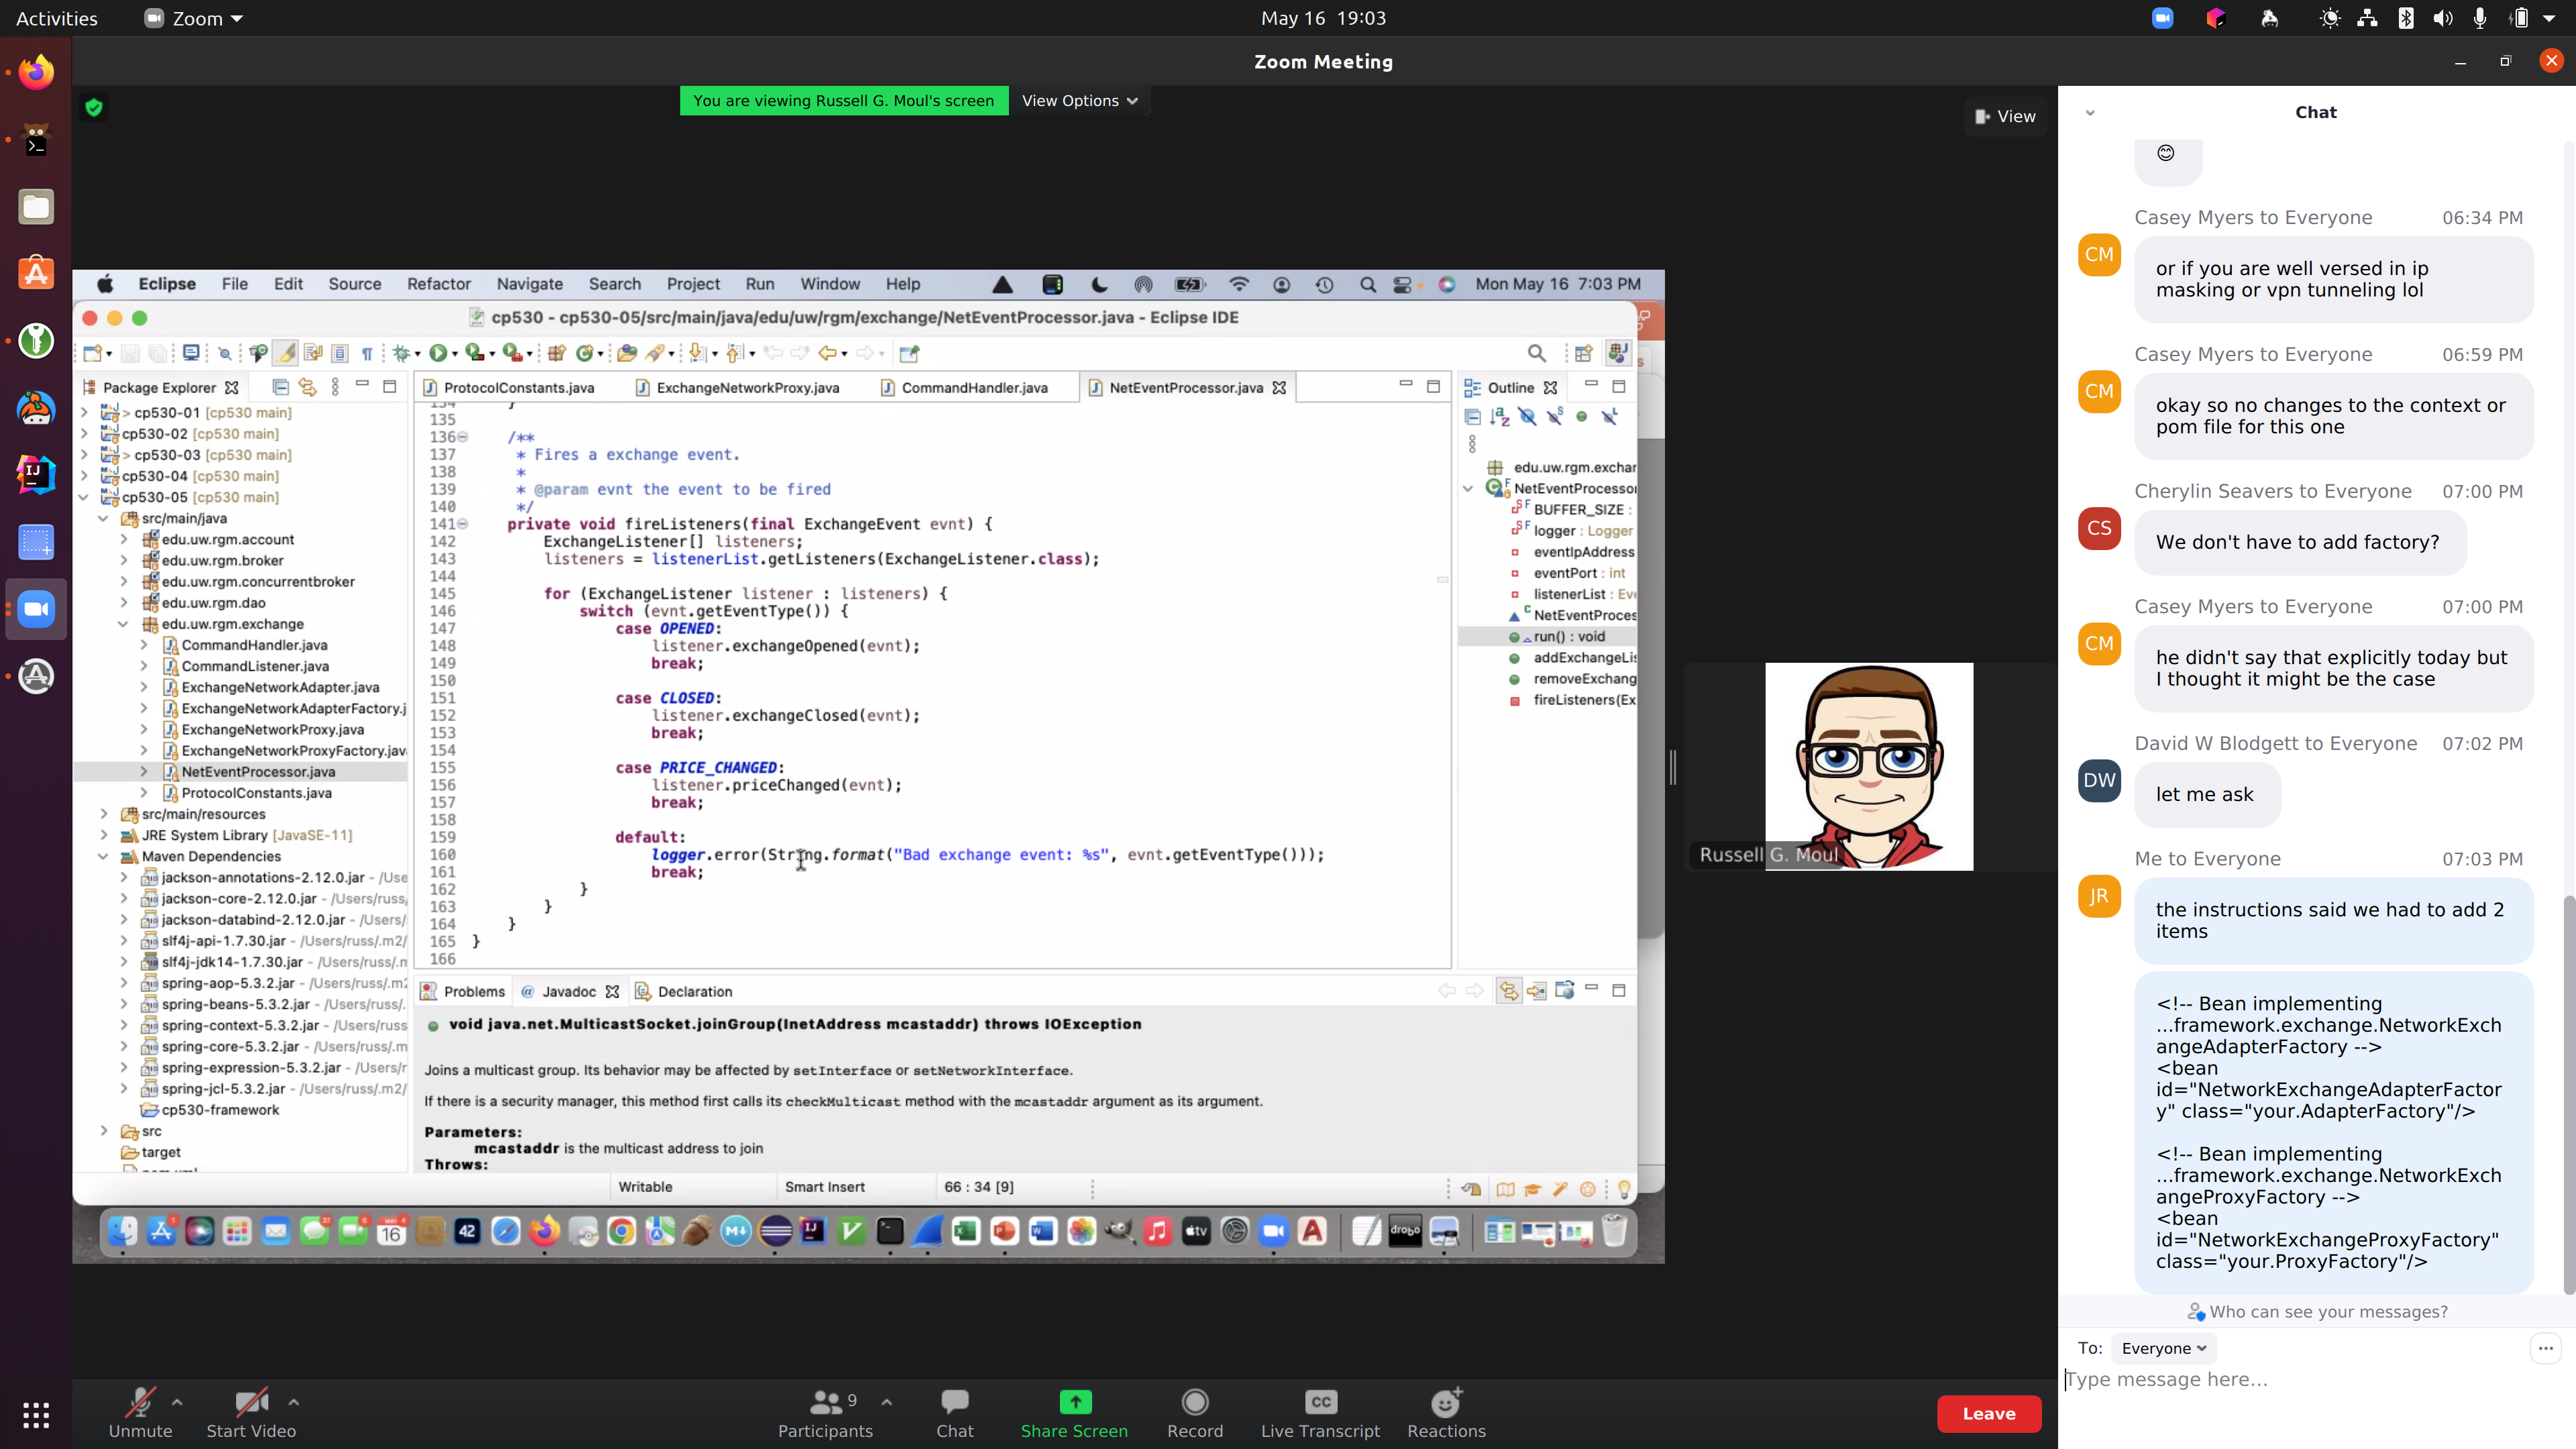 Activities
Zoom
May 16 19:03
Zoom Meeting
You are viewing Russell G. Moul's screen
View Options
View
Eclipse File Edit Source Refactor Navigate Search Project Run Window Help
Mon May 16 7:03 PM
cp530 - cp530-05/src/main/java/edu/uw/rgm/exchange/NetEventProcessor.java - Eclipse IDE
Package Explorer
> cp530-01 [cp530 main]
cp530-02 [cp530 main]
> cp530-03 [cp530 main]
cp530-04 [cp530 main]
cp530-05 [cp530 main]
src/main/java
edu.uw.rgm.account
edu.uw.rgm.broker
edu.uw.rgm.concurrentbroker
edu.uw.rgm.dao
edu.uw.rgm.exchange
CommandHandler.java
CommandListener.java
ExchangeNetworkAdapter.java
ExchangeNetworkAdapterFactory.j
ExchangeNetworkProxy.java
ExchangeNetworkProxyFactory.jav
NetEventProcessor.java
ProtocolConstants.java
src/main/resources
JRE System Library [JavaSE-11]
Maven Dependencies
jackson-annotations-2.12.0.jar - /Use
jackson-core-2.12.0.jar - /Users/russ/
jackson-databind-2.12.0.jar - /Users/
slf4j-api-1.7.30.jar - /Users/russ/.m2/
slf4j-jdk14-1.7.30.jar - /Users/russ/.m
spring-aop-5.3.2.jar - /Users/russ/.m2
spring-beans-5.3.2.jar - /Users/russ/.
spring-context-5.3.2.jar - /Users/russ
spring-core-5.3.2.jar - /Users/russ/.m
spring-expression-5.3.2.jar - /Users/r
spring-jcl-5.3.2.jar - /Users/russ/.m2/
cp530-framework
src
target
ProtocolConstants.java
ExchangeNetworkProxy.java
CommandHandler.java
NetEventProcessor.java
134 }
135
136 /**
137 * Fires a exchange event.
138 *
139 * @param evnt the event to be fired
140 */
141 private void fireListeners(final ExchangeEvent evnt) {
142 ExchangeListener[] listeners;
143 listeners = listenerList.getListeners(ExchangeListener.class);
144
145 for (ExchangeListener listener : listeners) {
146 switch (evnt.getEventType()) {
147 case OPENED:
148 listener.exchangeOpened(evnt);
149 break;
150
151 case CLOSED:
152 listener.exchangeClosed(evnt);
153 break;
154
155 case PRICE_CHANGED:
156 listener.priceChanged(evnt);
157 break;
158
159 default:
160 logger.error(String.format("Bad exchange event: %s", evnt.getEventType()));
161 break;
162 }
163 }
164 }
165 }
166
Outline
edu.uw.rgm.exchar
NetEventProcessor
BUFFER_SIZE :
logger : Logger
eventIpAddress
eventPort : int
listenerList : Eve
NetEventProces
run() : void
addExchangeLis
removeExchang
fireListeners(Ex
Problems
@ Javadoc
Declaration
void java.net.MulticastSocket.joinGroup(InetAddress mcastaddr) throws IOException
Joins a multicast group. Its behavior may be affected by setInterface or setNetworkInterface.
If there is a security manager, this method first calls its checkMulticast method with the mcastaddr argument as its argument.
Parameters:
mcastaddr is the multicast address to join
Throws:
Writable
Smart Insert
66 : 34 [9]
16
42
tv
drobo
Russell G. Moul
Chat
Casey Myers to Everyone 06:34 PM
CM
or if you are well versed in ip
masking or vpn tunneling lol
Casey Myers to Everyone 06:59 PM
CM
okay so no changes to the context or
pom file for this one
Cherylin Seavers to Everyone 07:00 PM
CS
We don't have to add factory?
Casey Myers to Everyone 07:00 PM
CM
he didn't say that explicitly today but
I thought it might be the case
David W Blodgett to Everyone 07:02 PM
DW
let me ask
Me to Everyone 07:03 PM
JR
the instructions said we had to add 2
items
<!-- Bean implementing
...framework.exchange.NetworkExch
angeAdapterFactory -->
<bean
id="NetworkExchangeAdapterFactor
y" class="your.AdapterFactory"/>
<!-- Bean implementing
...framework.exchange.NetworkExch
angeProxyFactory -->
<bean
id="NetworkExchangeProxyFactory"
class="your.ProxyFactory"/>
Who can see your messages?
To: Everyone
Type message here...
Unmute
Start Video
9
Participants
Chat
Share Screen
Record
CC
Live Transcript
Reactions
Leave